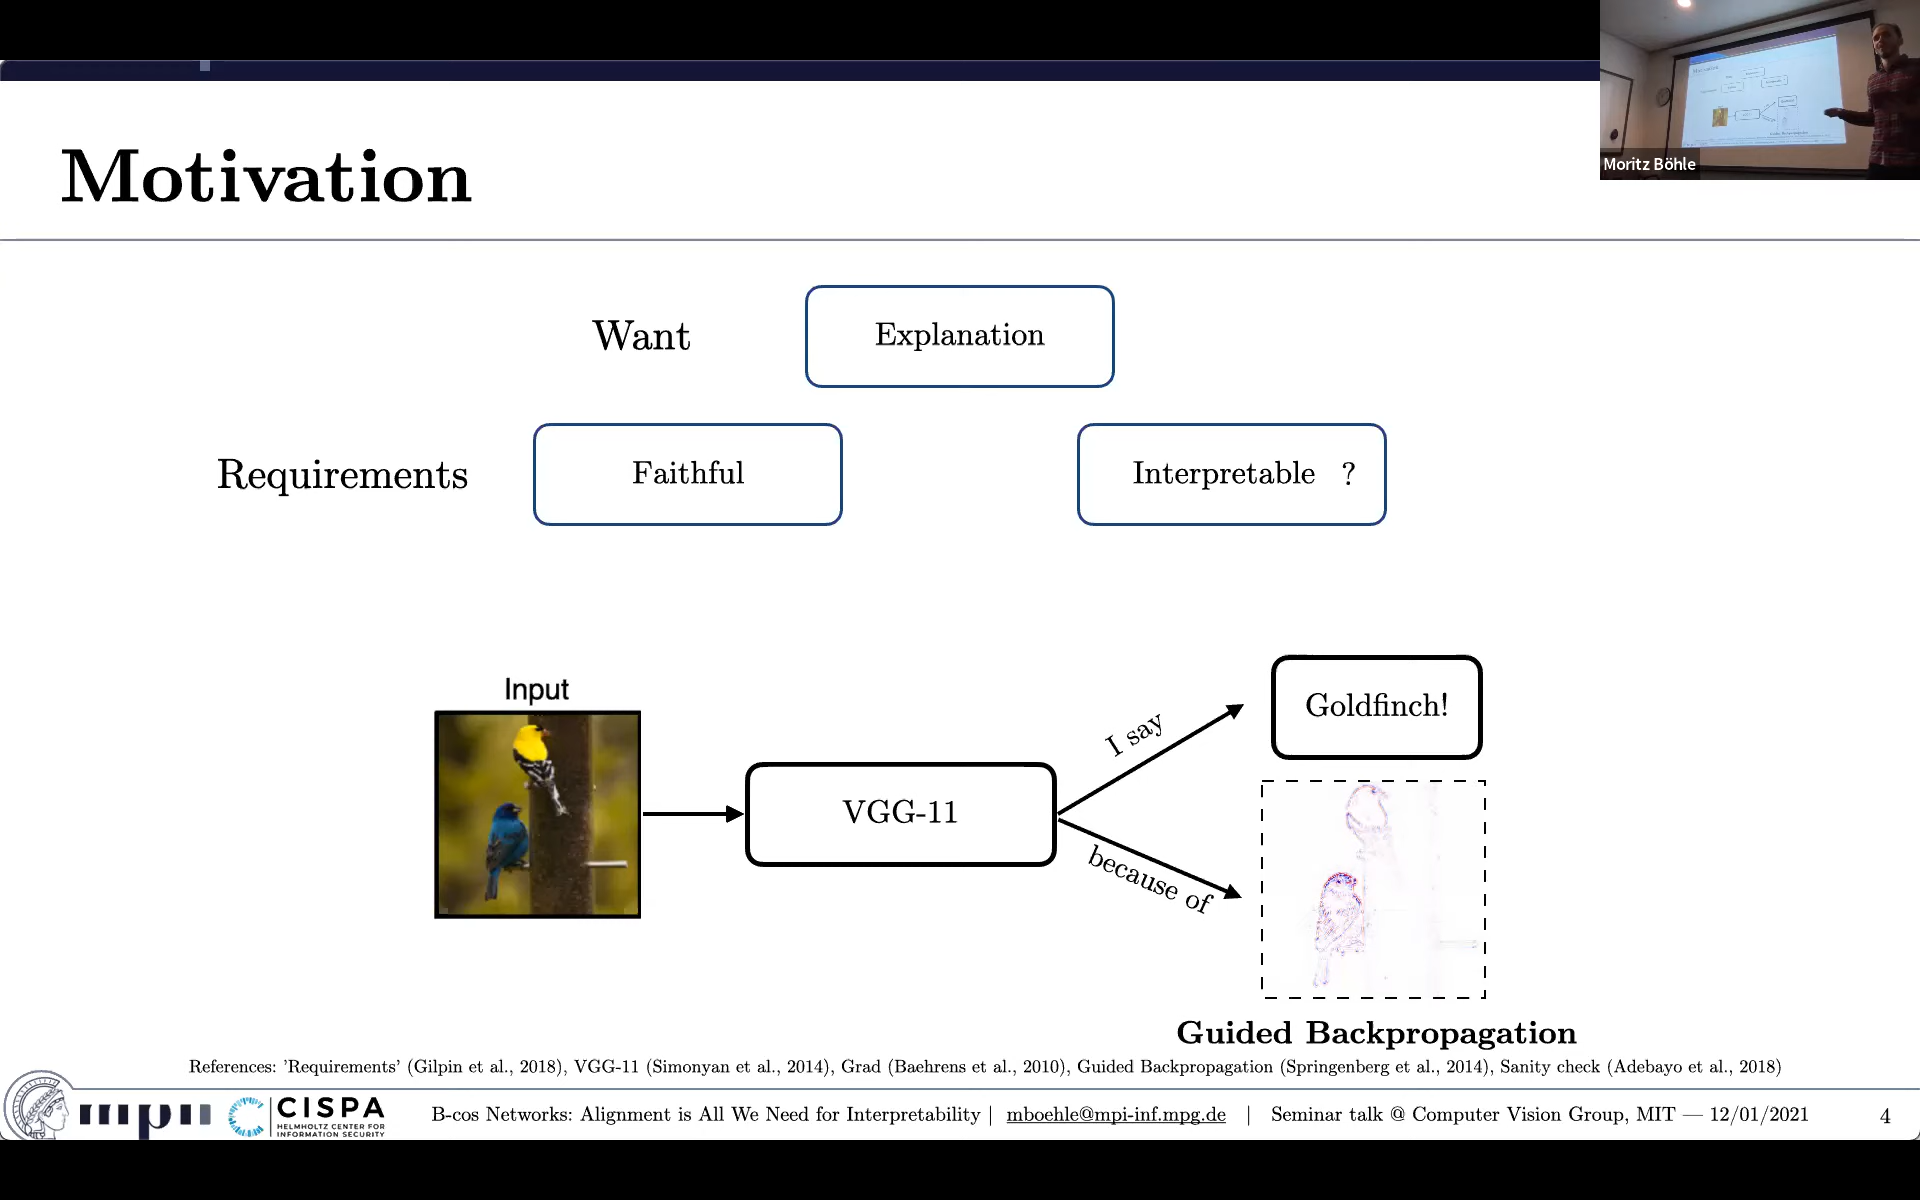 Moritz Böhle
Motivation
Want
Explanation
Requirements
Faithful
Interpretable ?
Input
VGG-11
I say
Goldfinch!
because of
Guided Backpropagation
References: 'Requirements' (Gilpin et al., 2018), VGG-11 (Simonyan et al., 2014), Grad (Baehrens et al., 2010), Guided Backpropagation (Springenberg et al., 2014), Sanity check (Adebayo et al., 2018)
mpii
CISPA
HELMHOLTZ CENTER FOR
INFORMATION SECURITY
B-cos Networks: Alignment is All We Need for Interpretability | mboehle@mpi-inf.mpg.de | Seminar talk @ Computer Vision Group, MIT — 12/01/2021 4